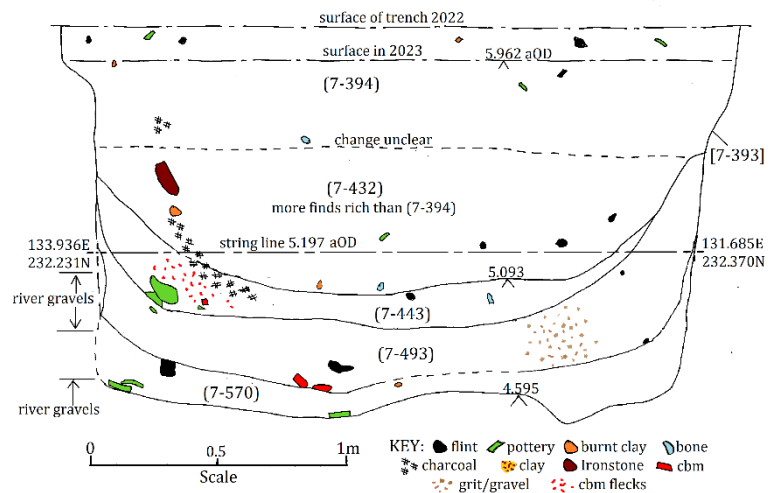 surface of trench 2022
surface in 2023
5.962 aOD
(7-394)
change unclear
[7-393]
(7-432)
more finds rich than (7-394)
133.936E
232.231N
string line 5.197 aOD
131.685E
232.370N
5.093
river gravels
(7-443)
(7-493)
(7-570)
4.595
river gravels
0 0.5 1m
Scale
KEY: flint pottery burnt clay bone
charcoal clay Ironstone cbm
grit/gravel cbm flecks